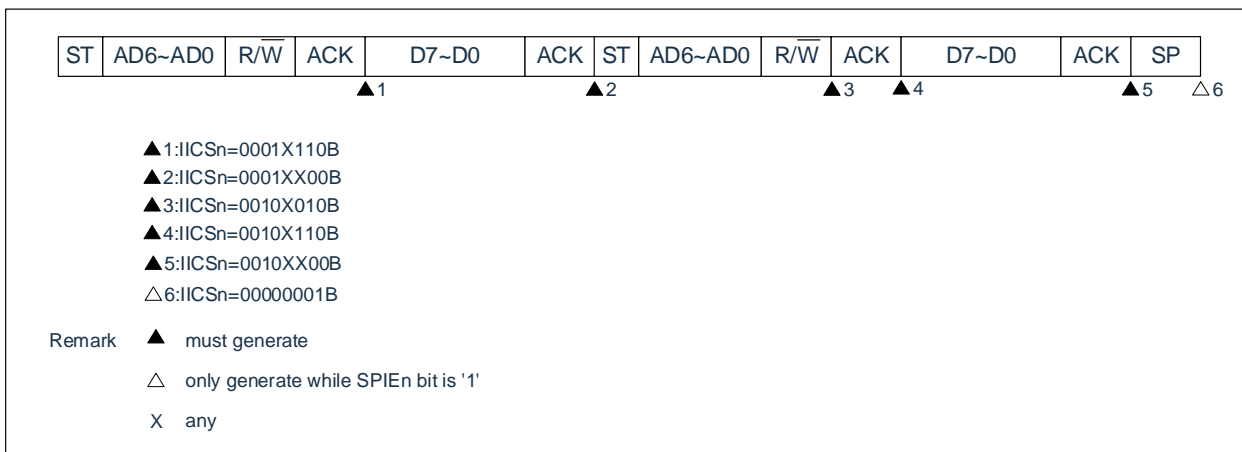 ST AD6~AD0 R/W̅ ACK D7~D0 ACK ST AD6~AD0 R/W̅ ACK D7~D0 ACK SP
▲1 ▲2 ▲3 ▲4 ▲5 △6
▲1:IICSn=0001X110B
▲2:IICSn=0001XX00B
▲3:IICSn=0010X010B
▲4:IICSn=0010X110B
▲5:IICSn=0010XX00B
△6:IICSn=00000001B
Remark ▲ must generate
△ only generate while SPIEn bit is '1'
X any